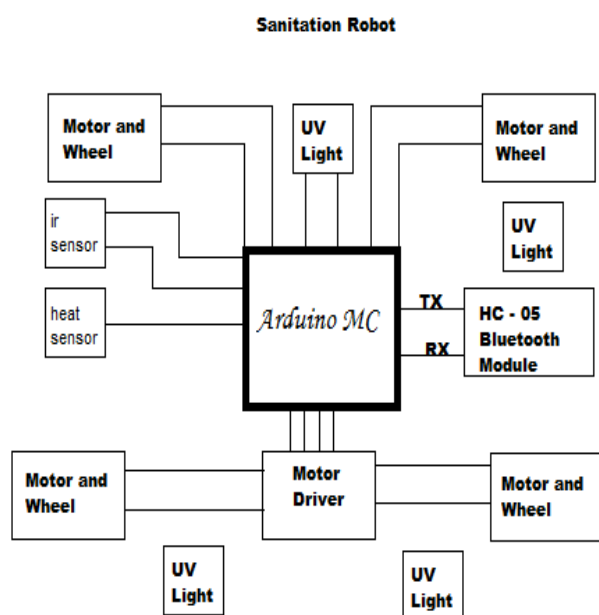 Sanitation Robot
Motor and
Wheel
UV
Light
Motor and
Wheel
ir
sensor
UV
Light
heat
sensor
Arduino MC
TX
RX
HC - 05
Bluetooth
Module
Motor and
Wheel
Motor
Driver
Motor and
Wheel
UV
Light
UV
Light